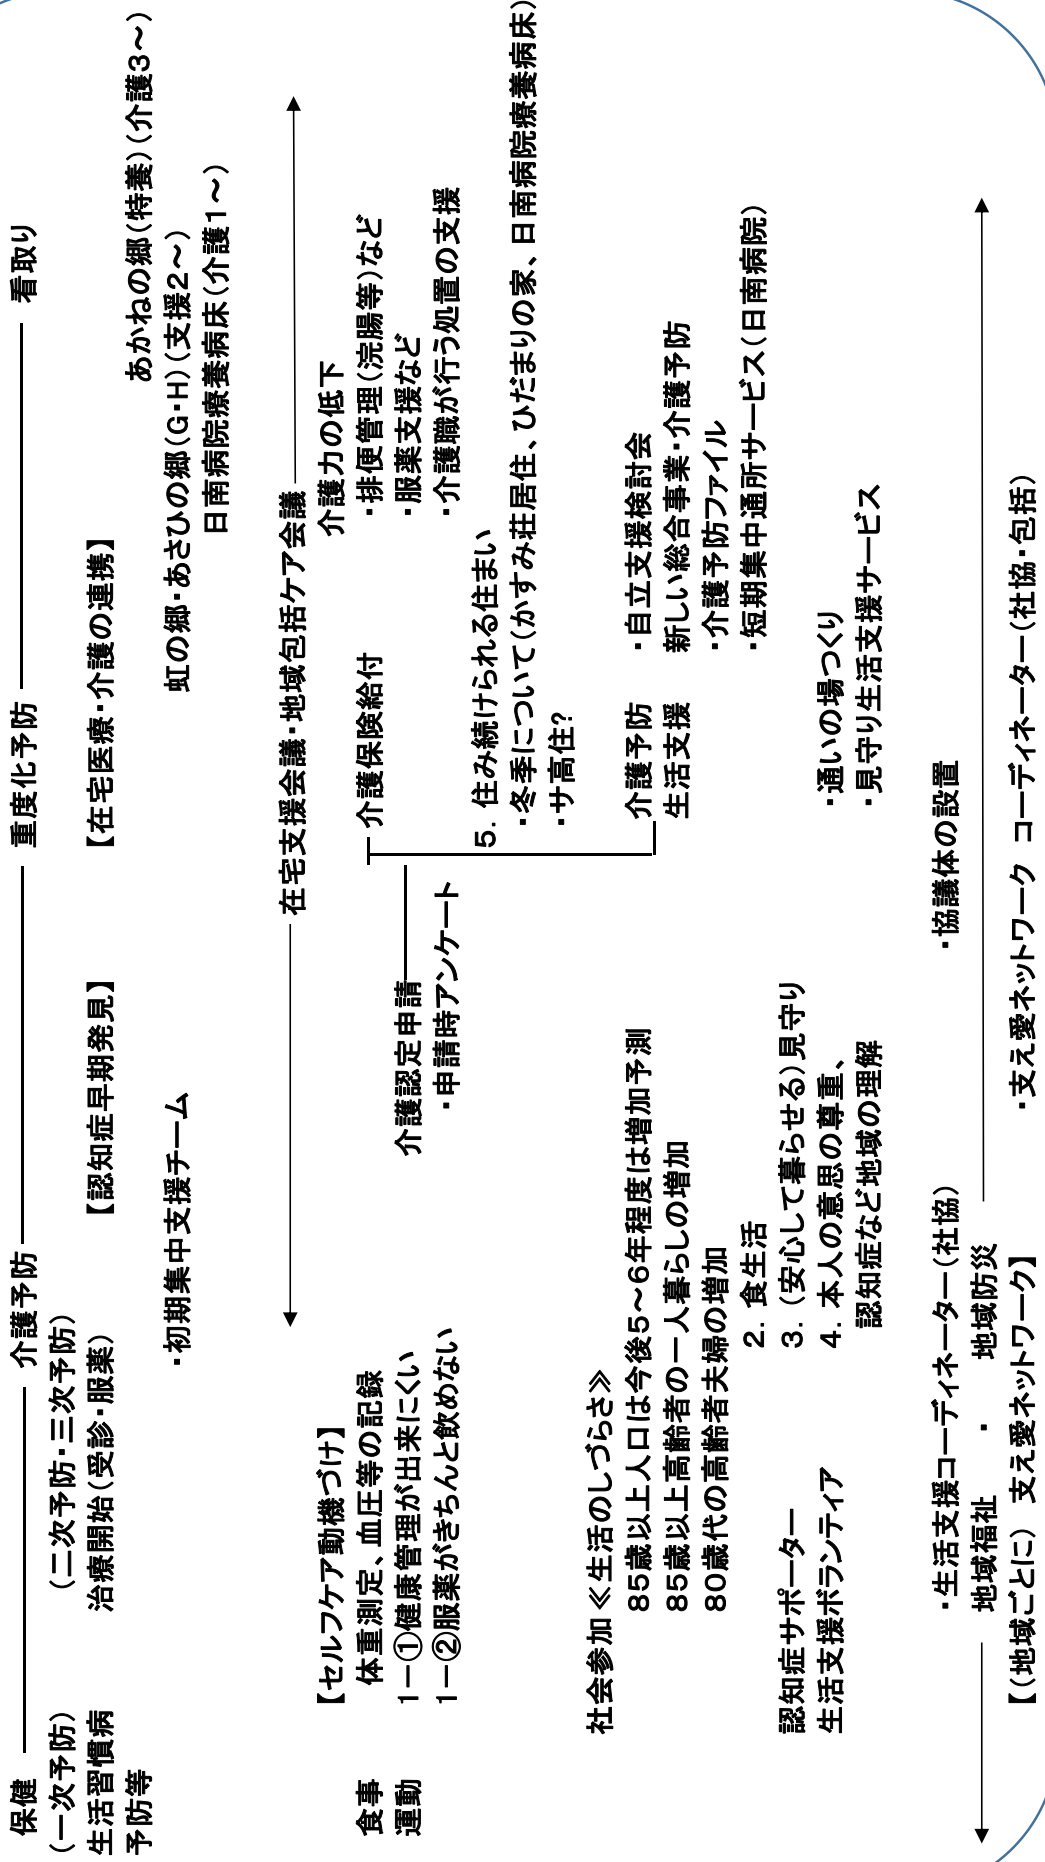 保健 ―― 介護予防 ―― 重度化予防 ―― 看取り
(一次予防) (二次予防・三次予防)
生活習慣病 治療開始(受診・服薬) 【認知症早期発見】 【在宅医療・介護の連携】
予防等 あかねの郷(特養)(介護3～)
・初期集中支援チーム 虹の郷・あさひの郷(G・H)(支援2～)
日南病院療養病床(介護1～)
在宅支援会議・地域包括ケア会議
【セルフケア動機づけ】 介護力の低下
食事 体重測定、血圧等の記録 介護保険給付 ・排便管理(浣腸等)など
運動 1－①健康管理が出来にくい 介護認定申請 ・服薬支援など
1－②服薬がきちんと飲めない ・申請時アンケート ・介護職が行う処置の支援
5. 住み続けられる住まい
・冬季について(かすみ荘居住、ひだまりの家、日南病院療養病床)
・サ高住?
社会参加≪生活のしづらさ≫
85歳以上人口は今後5～6年程度は増加予測 介護予防 ・自立支援検討会
85歳以上高齢者の一人暮らしの増加 生活支援 新しい総合事業・介護予防
80歳代の高齢者夫婦の増加 ・介護予防ファイル
2. 食生活 ・短期集中通所サービス(日南病院)
認知症サポーター 3. (安心して暮らせる)見守り
生活支援ボランティア 4. 本人の意思の尊重、 ・通いの場つくり
認知症など地域の理解 ・見守り生活支援サービス
・生活支援コーディネーター(社協) ・協議体の設置
地域福祉 ・ 地域防災
【(地域ごとに) 支え愛ネットワーク】 ・支え愛ネットワーク コーディネーター(社協・包括)